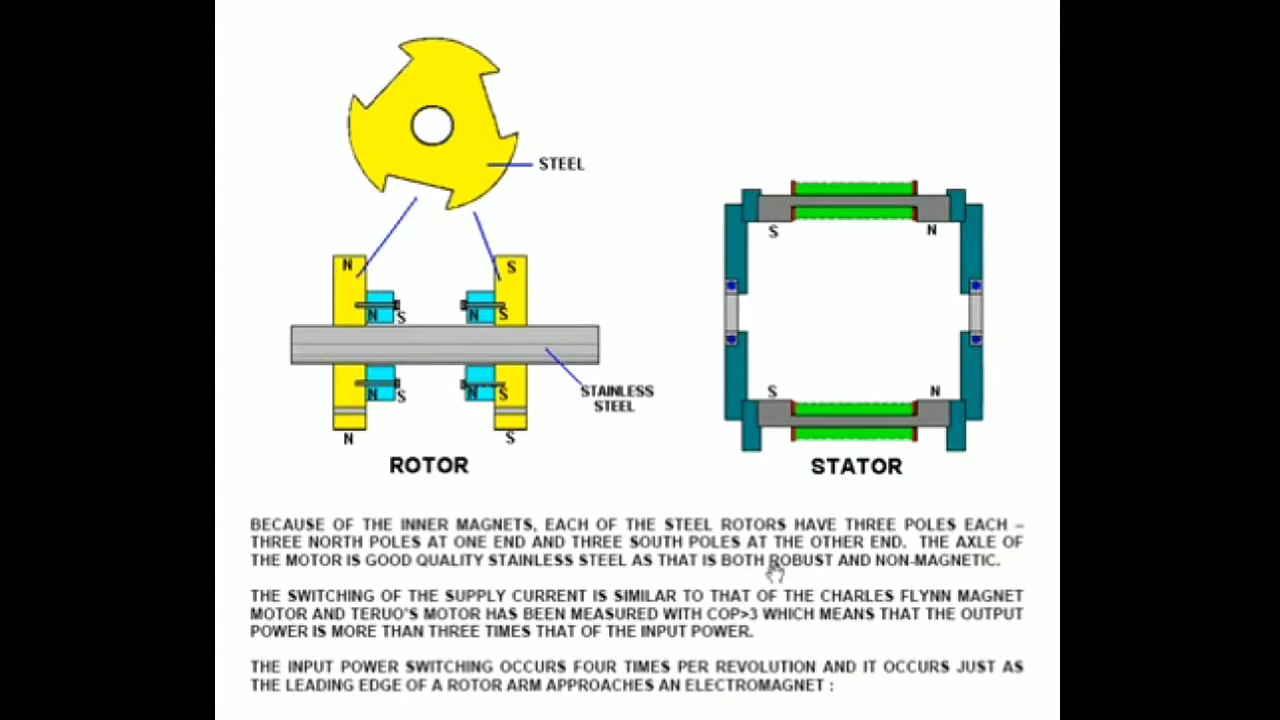 STEEL
N
S
N S
N S
STAINLESS
STEEL
N S
N S
N
S
ROTOR
S
N
S
N
STATOR
BECAUSE OF THE INNER MAGNETS, EACH OF THE STEEL ROTORS HAVE THREE POLES EACH –
THREE NORTH POLES AT ONE END AND THREE SOUTH POLES AT THE OTHER END. THE AXLE OF
THE MOTOR IS GOOD QUALITY STAINLESS STEEL AS THAT IS BOTH ROBUST AND NON-MAGNETIC.
THE SWITCHING OF THE SUPPLY CURRENT IS SIMILAR TO THAT OF THE CHARLES FLYNN MAGNET
MOTOR AND TERUO'S MOTOR HAS BEEN MEASURED WITH COP>3 WHICH MEANS THAT THE OUTPUT
POWER IS MORE THAN THREE TIMES THAT OF THE INPUT POWER.
THE INPUT POWER SWITCHING OCCURS FOUR TIMES PER REVOLUTION AND IT OCCURS JUST AS
THE LEADING EDGE OF A ROTOR ARM APPROACHES AN ELECTROMAGNET :